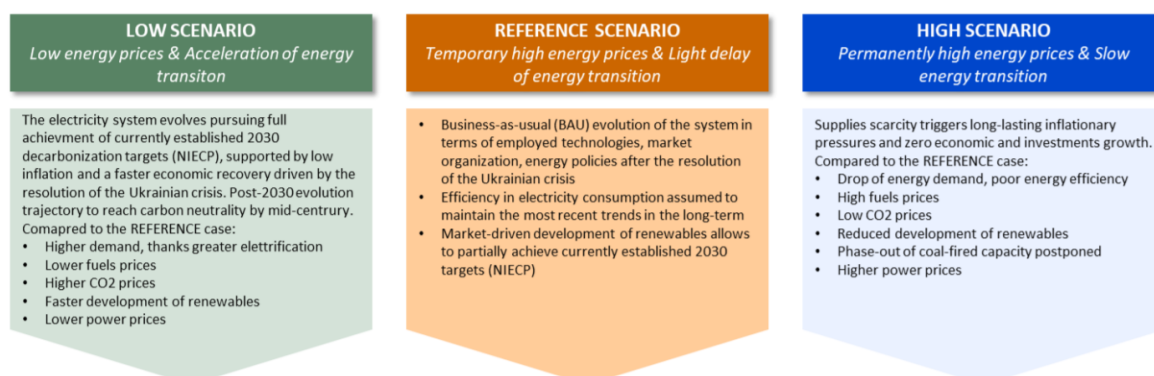 LOW SCENARIO
Low energy prices & Acceleration of energy
transiton
The electricity system evolves pursuing full
achievment of currently established 2030
decarbonization targets (NIECP), supported by low
inflation and a faster economic recovery driven by the
resolution of the Ukrainian crisis. Post-2030 evolution
trajectory to reach carbon neutrality by mid-centrury.
Comapred to the REFERENCE case:
• Higher demand, thanks greater elettrification
• Lower fuels prices
• Higher CO2 prices
• Faster development of renewables
• Lower power prices
REFERENCE SCENARIO
Temporary high energy prices & Light delay
of energy transition
• Business-as-usual (BAU) evolution of the system in
terms of employed technologies, market
organization, energy policies after the resolution
of the Ukrainian crisis
• Efficiency in electricity consumption assumed to
maintain the most recent trends in the long-term
• Market-driven development of renewables allows
to partially achieve currently established 2030
targets (NIECP)
HIGH SCENARIO
Permanently high energy prices & Slow
energy transition
Supplies scarcity triggers long-lasting inflationary
pressures and zero economic and investments growth.
Compared to the REFERENCE case:
• Drop of energy demand, poor energy efficiency
• High fuels prices
• Low CO2 prices
• Reduced development of renewables
• Phase-out of coal-fired capacity postponed
• Higher power prices